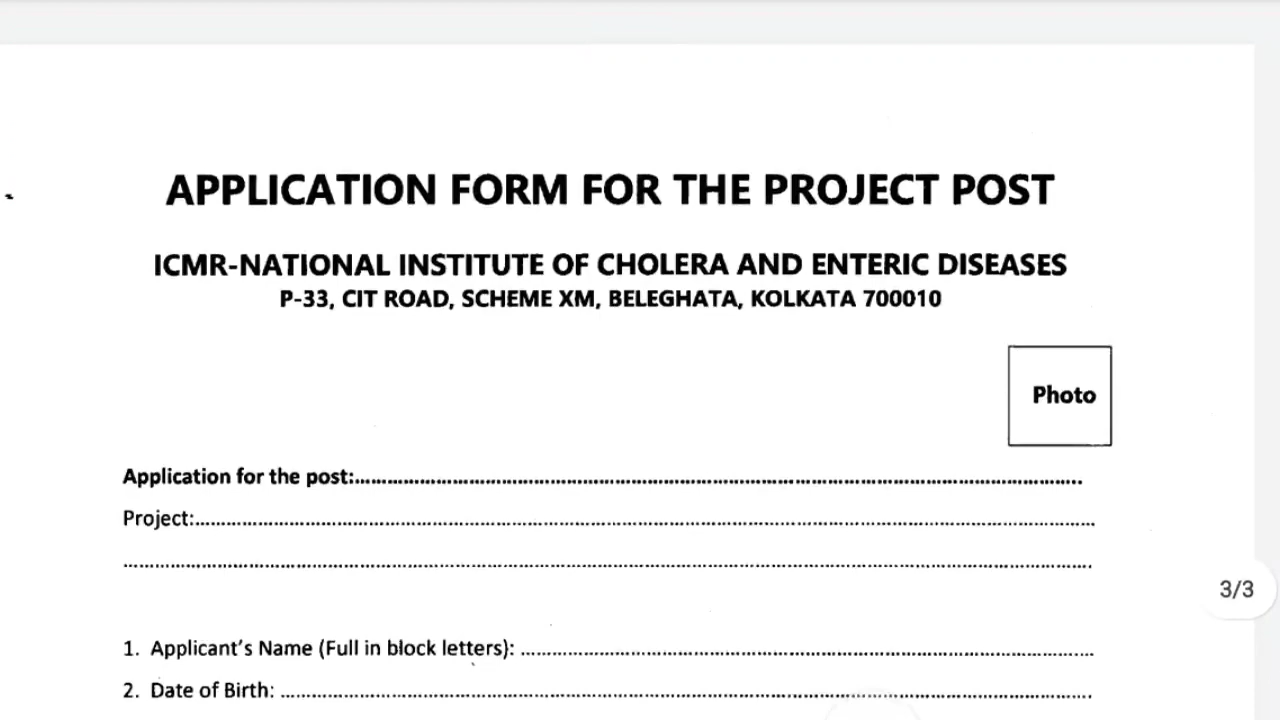 APPLICATION FORM FOR THE PROJECT POST
ICMR-NATIONAL INSTITUTE OF CHOLERA AND ENTERIC DISEASES
P-33, CIT ROAD, SCHEME XM, BELEGHATA, KOLKATA 700010
Photo
Application for the post:................................................................................
Project:................................................................................
................................................................................
3/3
1. Applicant's Name (Full in block letters): ................................................................................
2. Date of Birth: ................................................................................